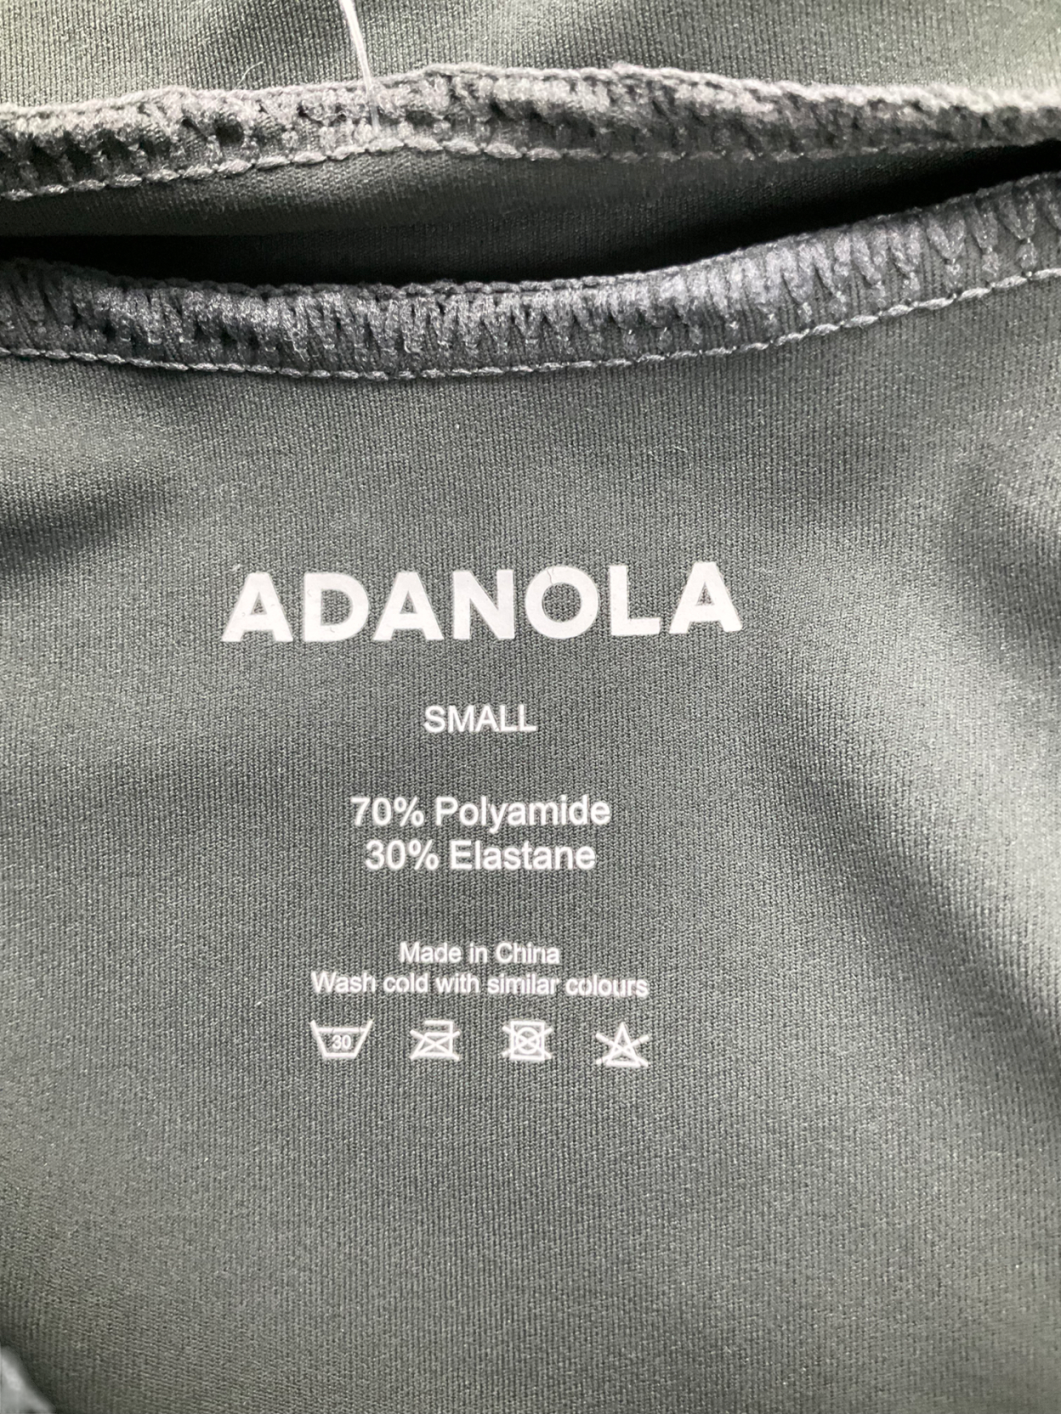 ADANOLA
SMALL
70% Polyamide
30% Elastane
Made in China
Wash cold with similar colours
30